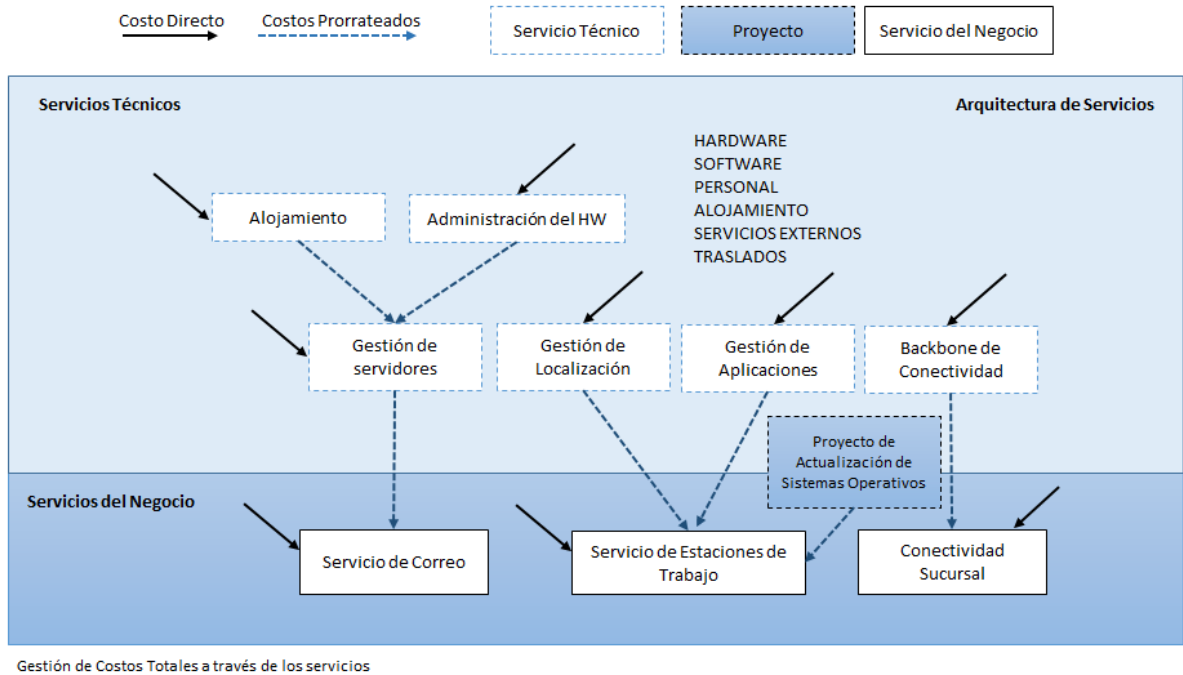 Costo Directo
Costos Prorrateados
Servicio Técnico
Proyecto
Servicio del Negocio
Servicios Técnicos
Arquitectura de Servicios
HARDWARE
SOFTWARE
PERSONAL
ALOJAMIENTO
SERVICIOS EXTERNOS
TRASLADOS
Alojamiento
Administración del HW
Gestión de
servidores
Gestión de
Localización
Gestión de
Aplicaciones
Backbone de
Conectividad
Proyecto de
Actualización de
Sistemas Operativos
Servicios del Negocio
Servicio de Correo
Servicio de Estaciones de
Trabajo
Conectividad
Sucursal
Gestión de Costos Totales a través de los servicios